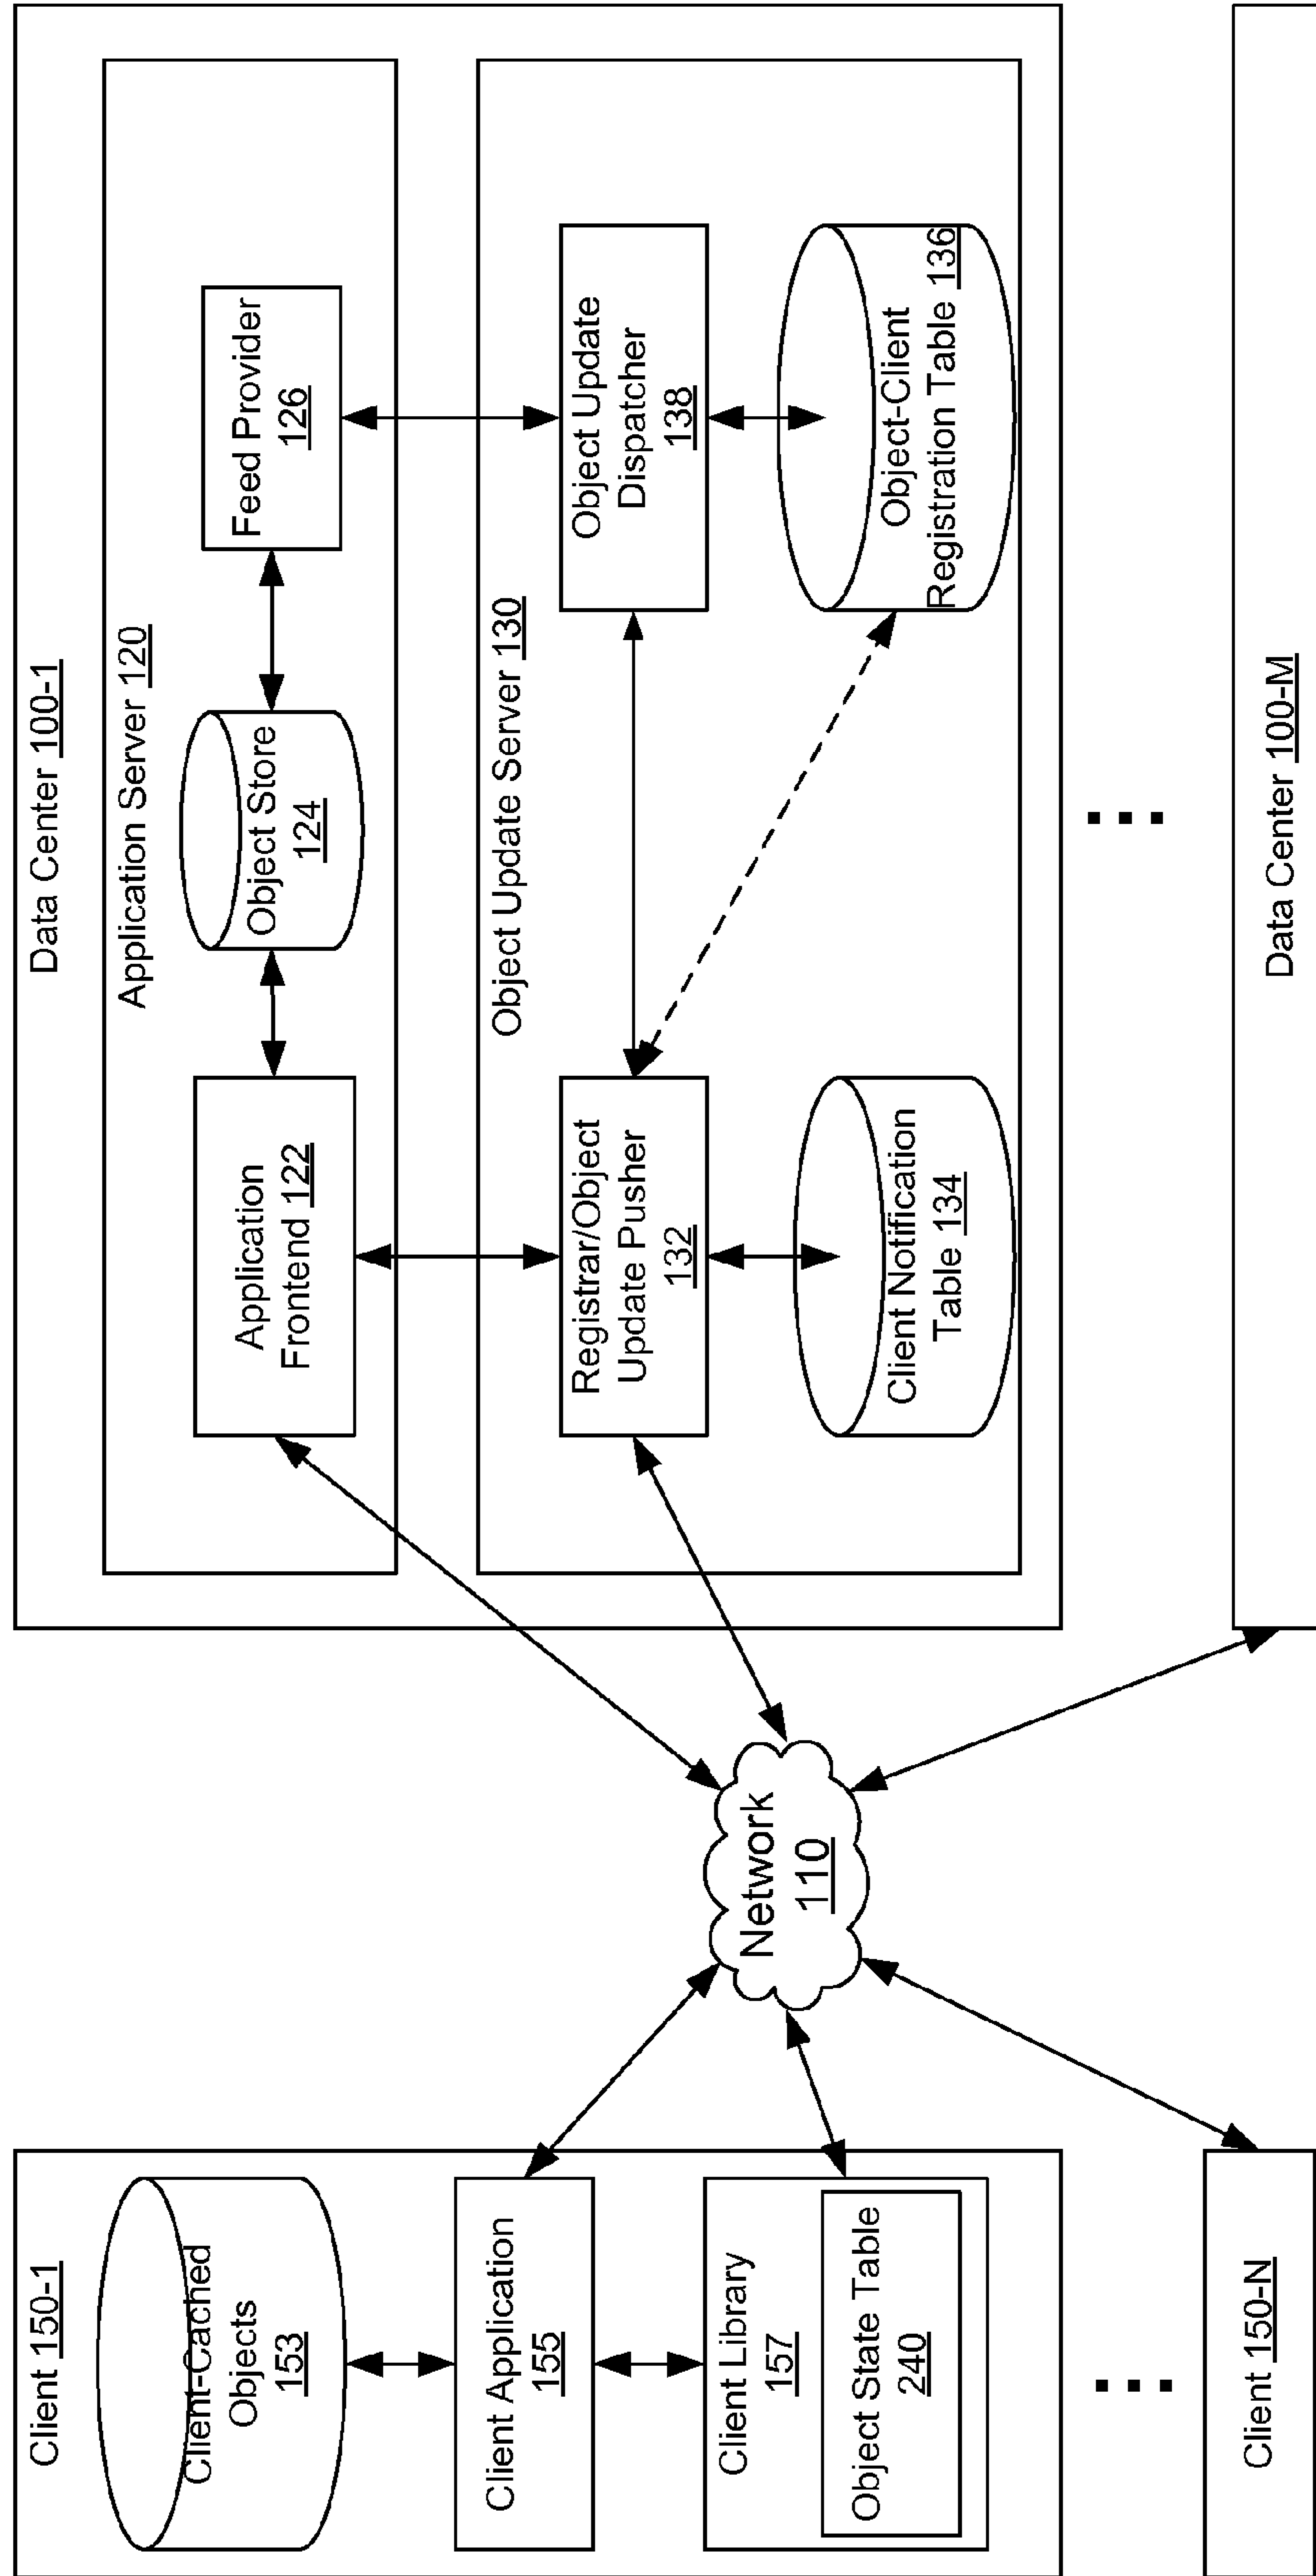 Client 150-1
Client-Cached
Objects
153
Client Application
155
Client Library
157
Object State Table
240
Client 150-N
Network
110
Data Center 100-1
Application Server 120
Application
Frontend 122
Object Store
124
Feed Provider
126
Object Update Server 130
Registrar/Object
Update Pusher
132
Object Update
Dispatcher
138
Client Notification
Table 134
Object-Client
Registration Table 136
Data Center 100-M